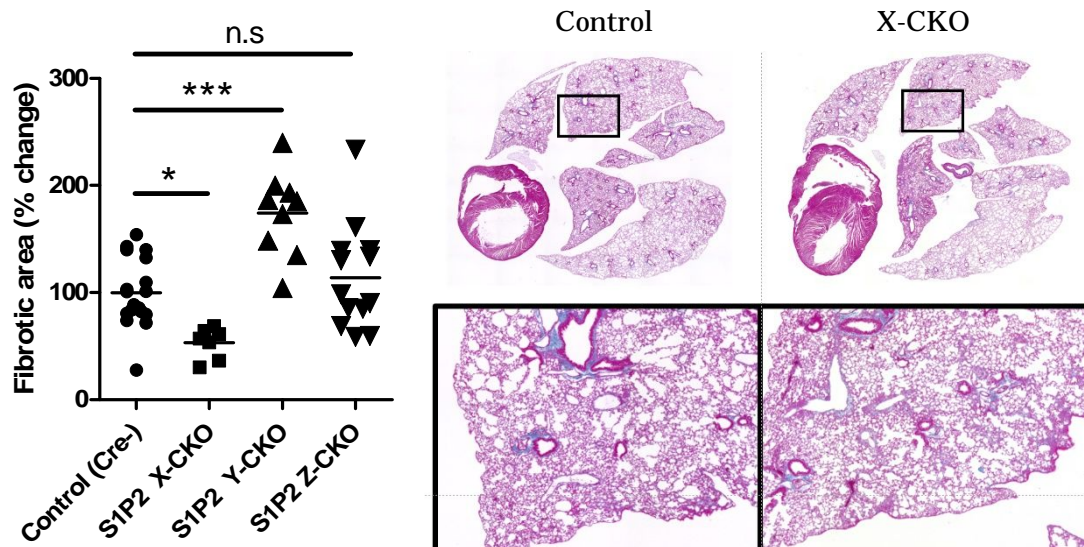 n.s
300
***
200
*
100
0
Fibrotic area (% change)
Control (Cre-)
S1P2 X-CKO
S1P2 Y-CKO
S1P2 Z-CKO
Control
X-CKO